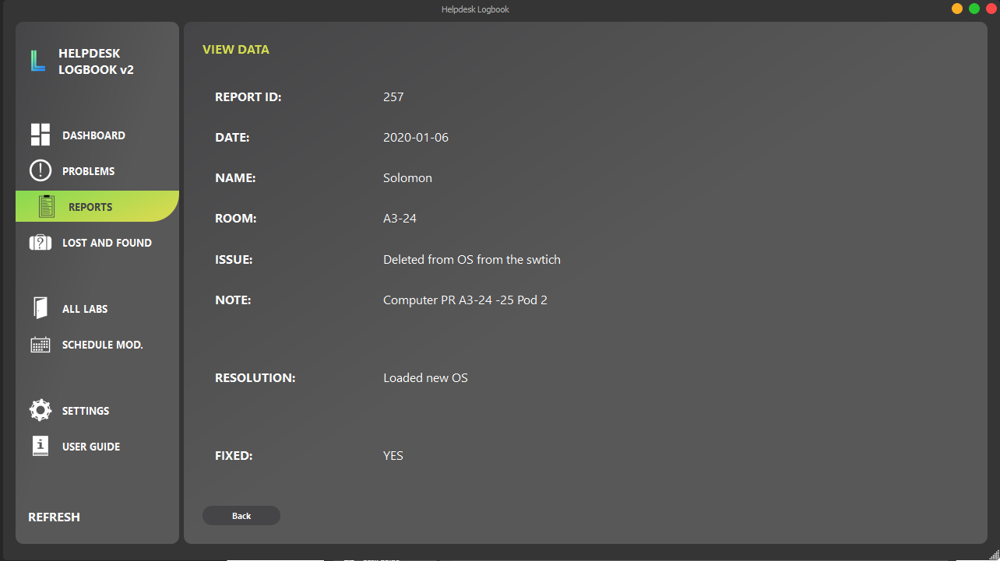 Helpdesk Logbook
HELPDESK
LOGBOOK v2
DASHBOARD
PROBLEMS
REPORTS
LOST AND FOUND
ALL LABS
SCHEDULE MOD.
SETTINGS
USER GUIDE
REFRESH
VIEW DATA
REPORT ID: 257
DATE: 2020-01-06
NAME: Solomon
ROOM: A3-24
ISSUE: Deleted from OS from the swtich
NOTE: Computer PR A3-24 -25 Pod 2
RESOLUTION: Loaded new OS
FIXED: YES
Back